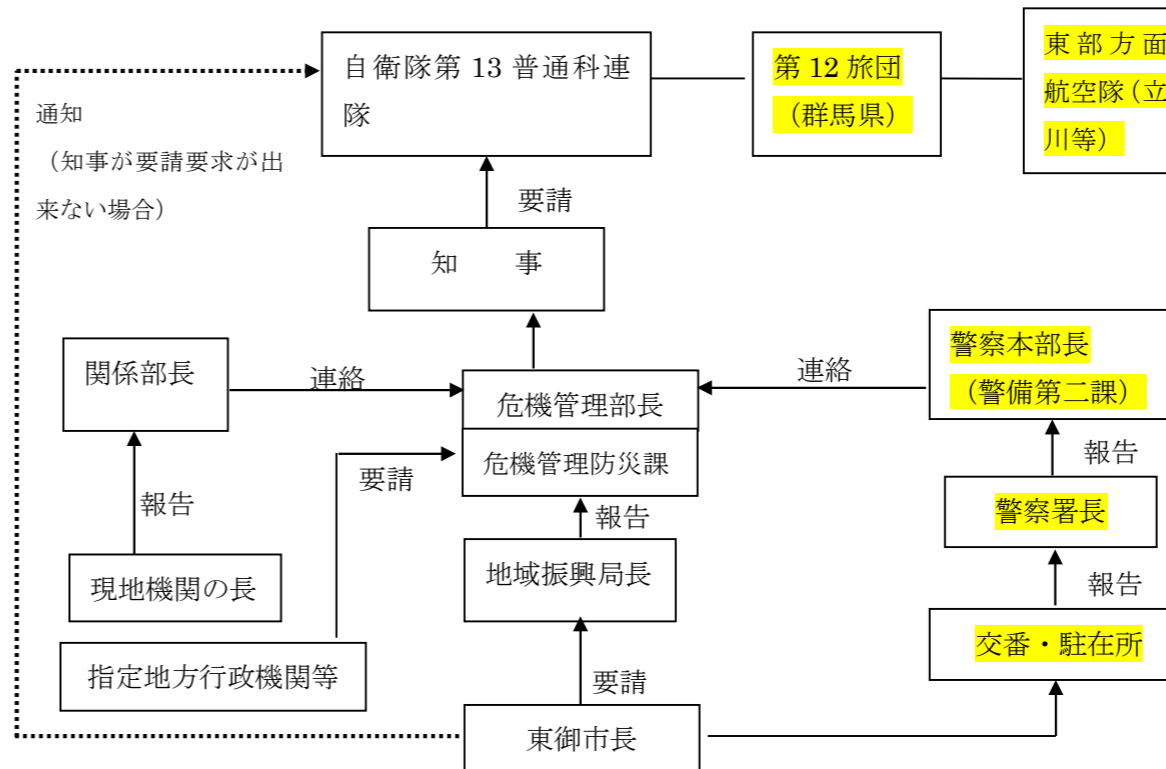 自衛隊第 13 普通科連
隊
第 12 旅団
（群馬県）
東部方面
航空隊（立
川等）
通知
（知事が要請要求が出
来ない場合）
要請
知　　事
関係部長
連絡
危機管理部長
連絡
警察本部長
（警備第二課）
危機管理防災課
要請
報告
報告
報告
警察署長
現地機関の長
地域振興局長
報告
指定地方行政機関等
交番・駐在所
要請
東御市長